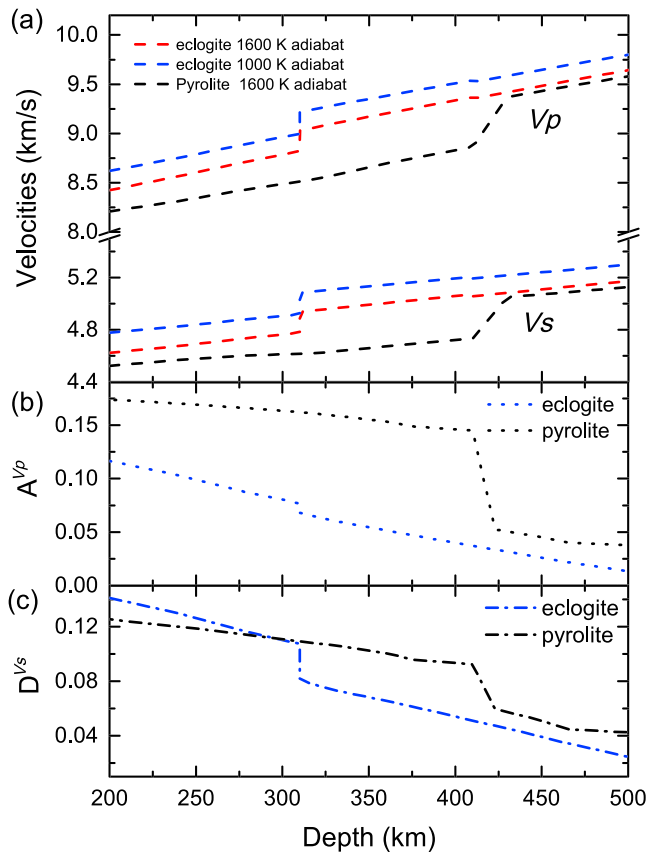 (a)
10.0
9.5
9.0
8.5
8.0
5.2
4.8
4.4
Velocities (km/s)
eclogite 1600 K adiabat
eclogite 1000 K adiabat
Pyrolite 1600 K adiabat
Vp
Vs
(b)
0.15
0.10
0.05
0.00
A^Vp
eclogite
pyrolite
(c)
0.12
0.08
0.04
D^Vs
eclogite
pyrolite
200 250 300 350 400 450 500
Depth (km)